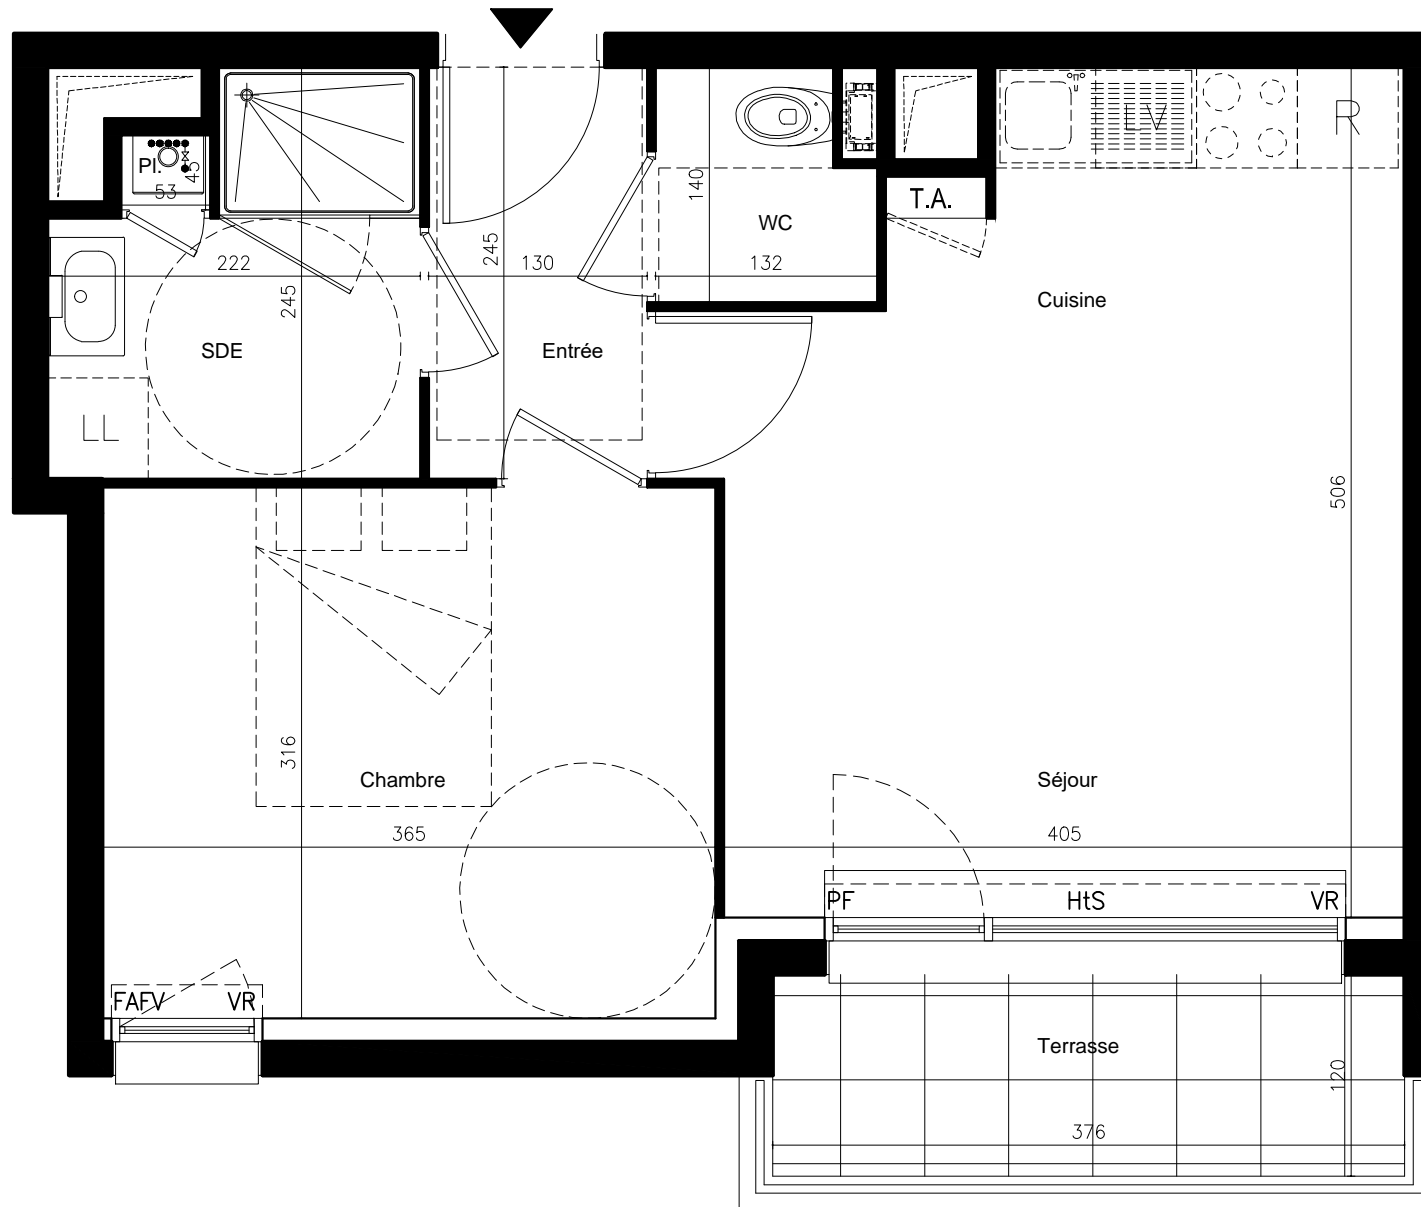 LV
R
Pl.
45
53
T.A.
140
WC
222
245
130
132
245
Cuisine
SDE
Entrée
LL
506
316
Chambre
Séjour
365
405
PF
HtS
VR
FAFV
VR
Terrasse
120
376